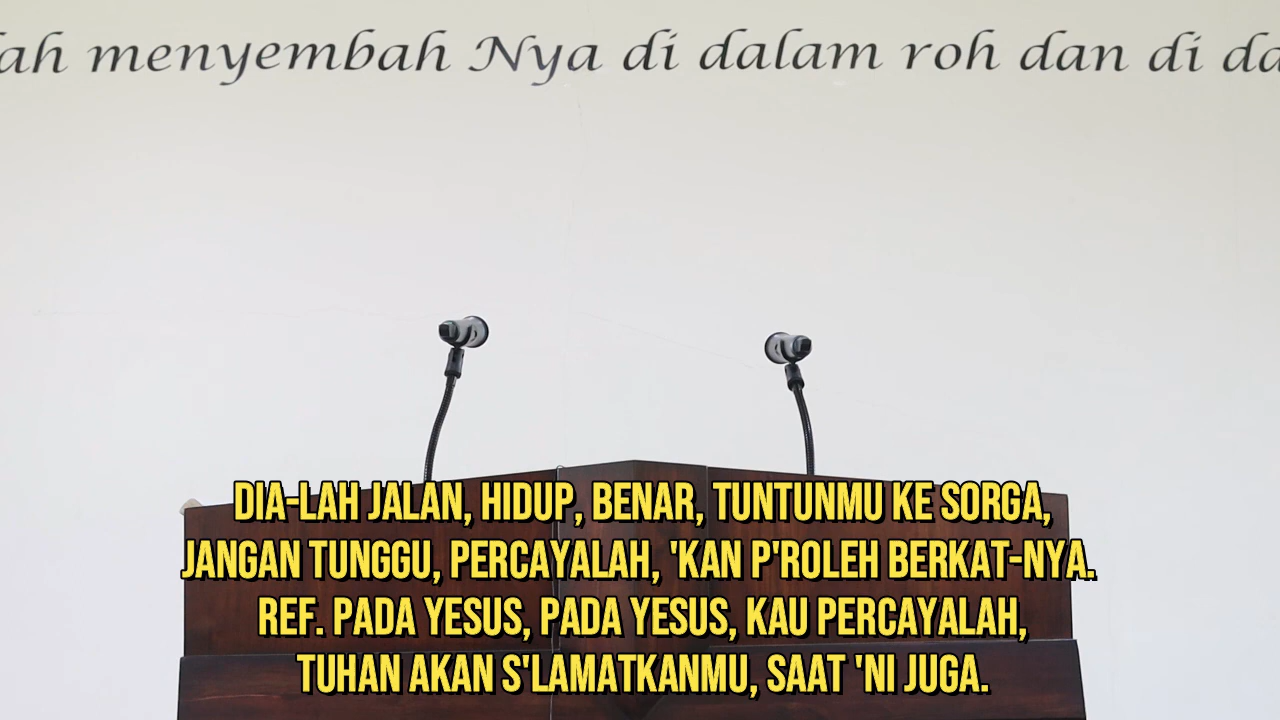 ah menyembah Nya di dalam roh dan di da
DIA-LAH JALAN, HIDUP, BENAR, TUNTUNMU KE SORGA,
JANGAN TUNGGU, PERCAYALAH, 'KAN P'ROLEH BERKAT-NYA.
REF. PADA YESUS, PADA YESUS, KAU PERCAYALAH,
TUHAN AKAN S'LAMATKANMU, SAAT 'NI JUGA.